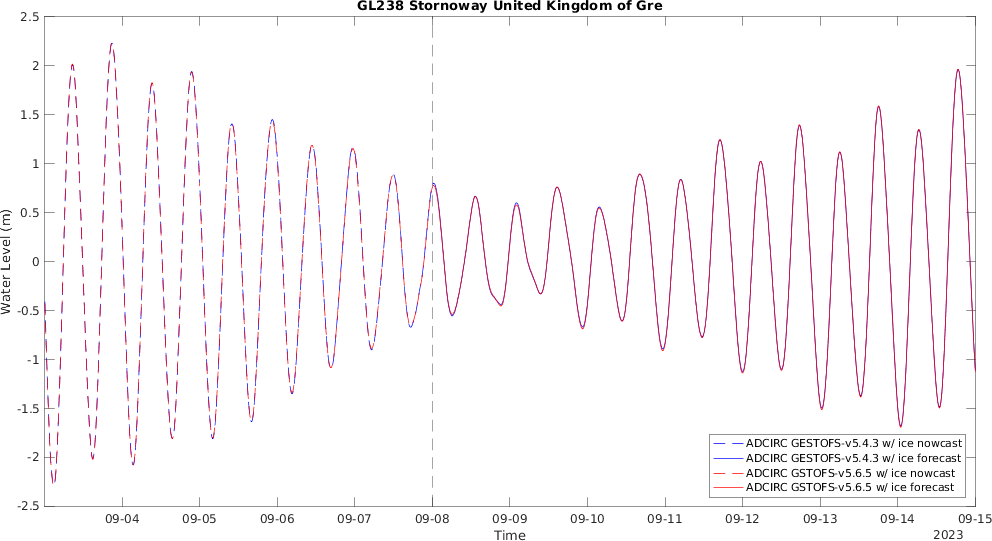 GL238 Stornoway United Kingdom of Gre
2.5
2
1.5
1
0.5
0
-0.5
-1
-1.5
-2
-2.5
Water Level (m)
ADCIRC GESTOFS-v5.4.3 w/ ice nowcast
ADCIRC GESTOFS-v5.4.3 w/ ice forecast
ADCIRC GSTOFS-v5.6.5 w/ ice nowcast
ADCIRC GSTOFS-v5.6.5 w/ ice forecast
09-04 09-05 09-06 09-07 09-08 09-09 09-10 09-11 09-12 09-13 09-14 09-15
Time
2023